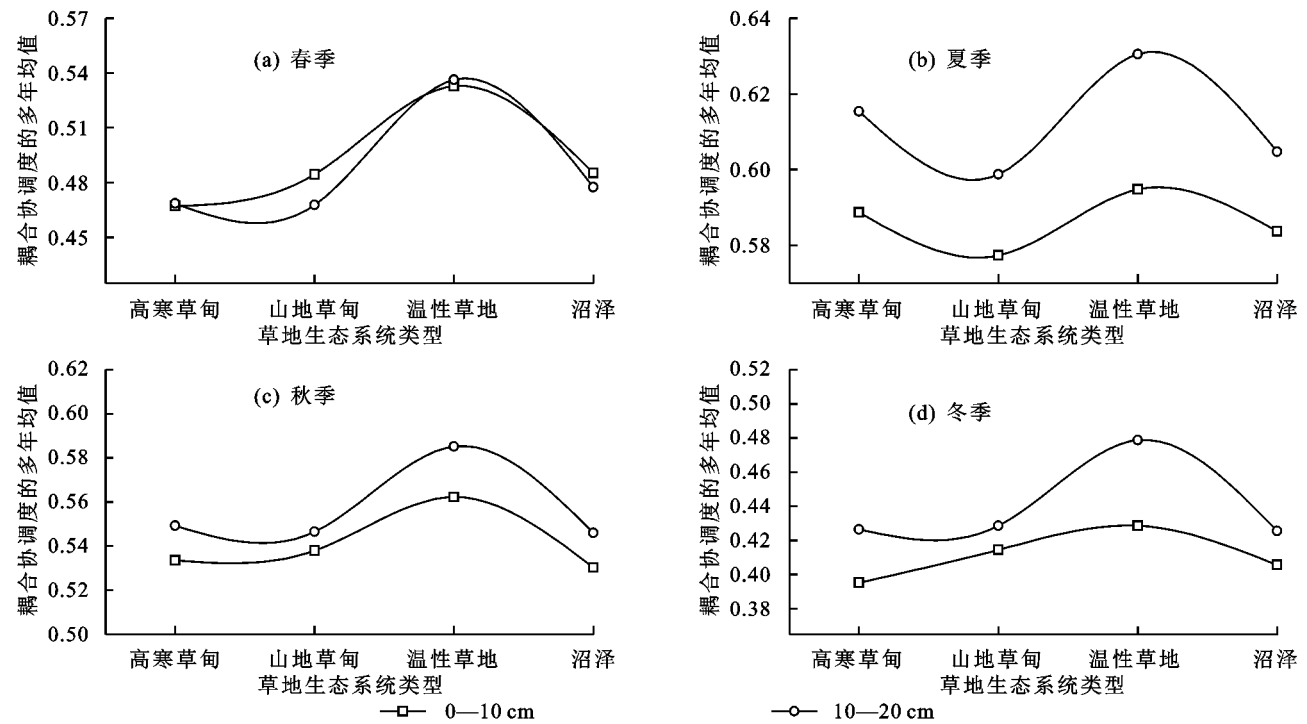 耦合协调度的多年均值
0.57
0.54
0.51
0.48
0.45
(a) 春季
高寒草甸 山地草甸 温性草地 沼泽
草地生态系统类型
耦合协调度的多年均值
0.64
0.62
0.60
0.58
(b) 夏季
高寒草甸 山地草甸 温性草地 沼泽
草地生态系统类型
耦合协调度的多年均值
0.62
0.60
0.58
0.56
0.54
0.52
0.50
(c) 秋季
高寒草甸 山地草甸 温性草地 沼泽
草地生态系统类型
耦合协调度的多年均值
0.52
0.50
0.48
0.46
0.44
0.42
0.40
0.38
(d) 冬季
高寒草甸 山地草甸 温性草地 沼泽
草地生态系统类型
0—10 cm
10—20 cm